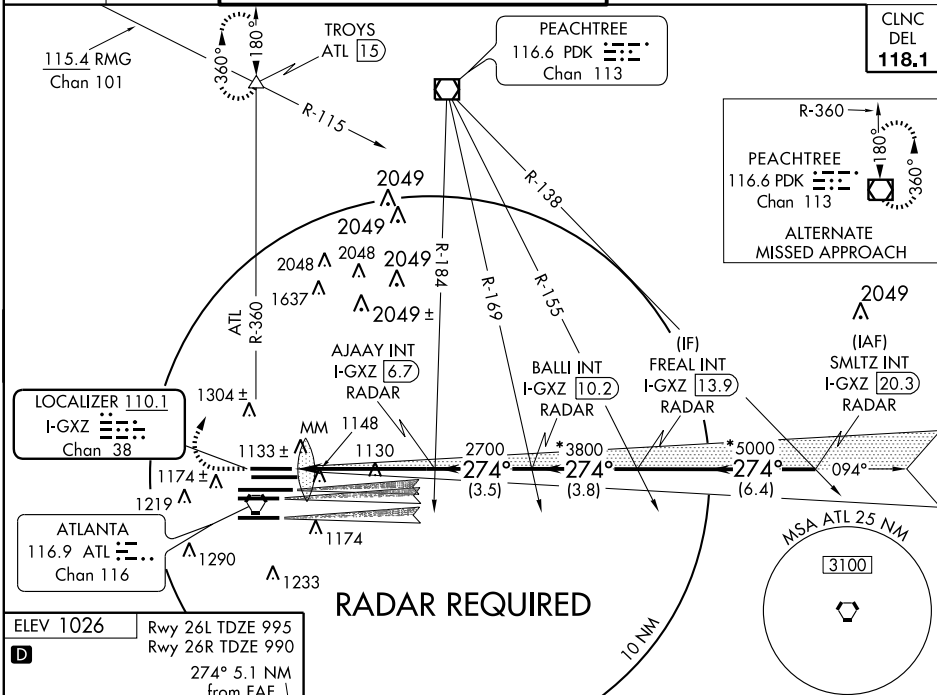 TROYS
ATL 15
115.4 RMG
Chan 101
360°
180°
R-115
PEACHTREE
116.6 PDK
Chan 113
CLNC
DEL
118.1
R-360
180°
360°
PEACHTREE
116.6 PDK
Chan 113
ALTERNATE
MISSED APPROACH
R-138
R-184
R-169
R-155
2049
2049
2048
2048
2049
1637
2049 ±
2049
ATL
R-360
AJAAY INT
I-GXZ 6.7
RADAR
BALLI INT
I-GXZ 10.2
RADAR
(IF)
FREAL INT
I-GXZ 13.9
RADAR
(IAF)
SMLTZ INT
I-GXZ 20.3
RADAR
LOCALIZER 110.1
I-GXZ
Chan 38
1304 ±
MM
1148
1133 ±
1130
1174 ±
1219
2700
274°
(3.5)
*3800
274°
(3.8)
*5000
274°
(6.4)
094°
ATLANTA
116.9 ATL
Chan 116
1174
1290
1233
RADAR REQUIRED
10 NM
MSA ATL 25 NM
3100
ELEV 1026
D
Rwy 26L TDZE 995
Rwy 26R TDZE 990
274° 5.1 NM
from FAF